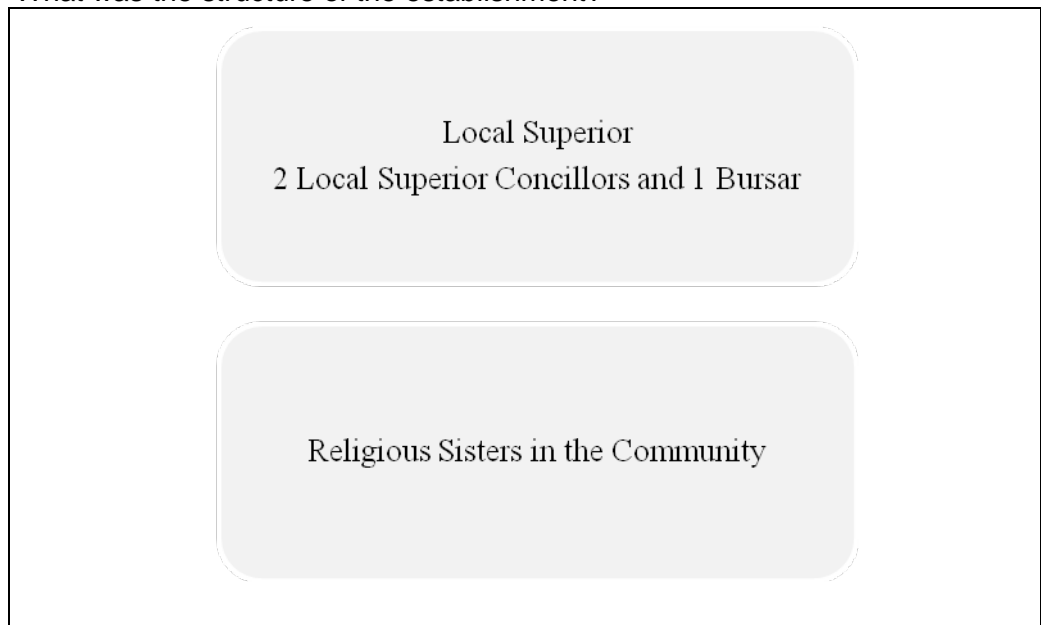 What was the structure of the establishment?
Local Superior
2 Local Superior Concillors and 1 Bursar
Religious Sisters in the Community